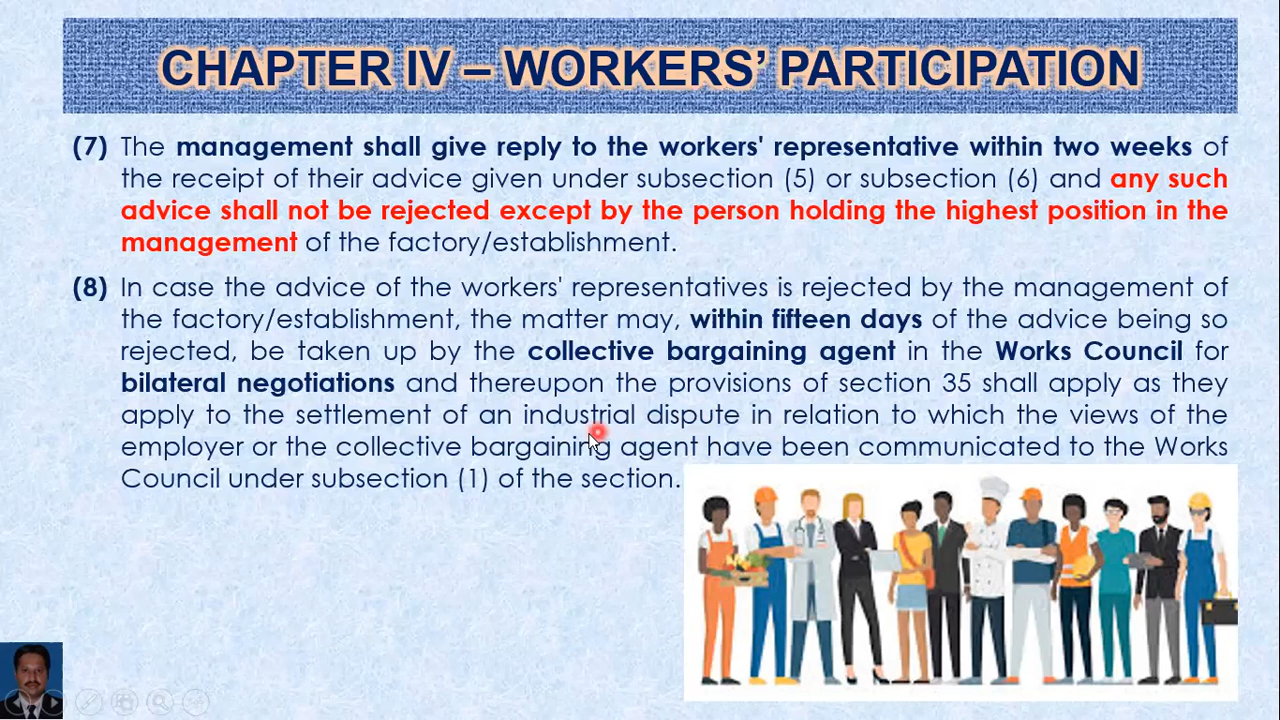 CHAPTER IV – WORKERS’ PARTICIPATION
(7) The management shall give reply to the workers' representative within two weeks of
the receipt of their advice given under subsection (5) or subsection (6) and any such
advice shall not be rejected except by the person holding the highest position in the
management of the factory/establishment.
(8) In case the advice of the workers' representatives is rejected by the management of
the factory/establishment, the matter may, within fifteen days of the advice being so
rejected, be taken up by the collective bargaining agent in the Works Council for
bilateral negotiations and thereupon the provisions of section 35 shall apply as they
apply to the settlement of an industrial dispute in relation to which the views of the
employer or the collective bargaining agent have been communicated to the Works
Council under subsection (1) of the section.